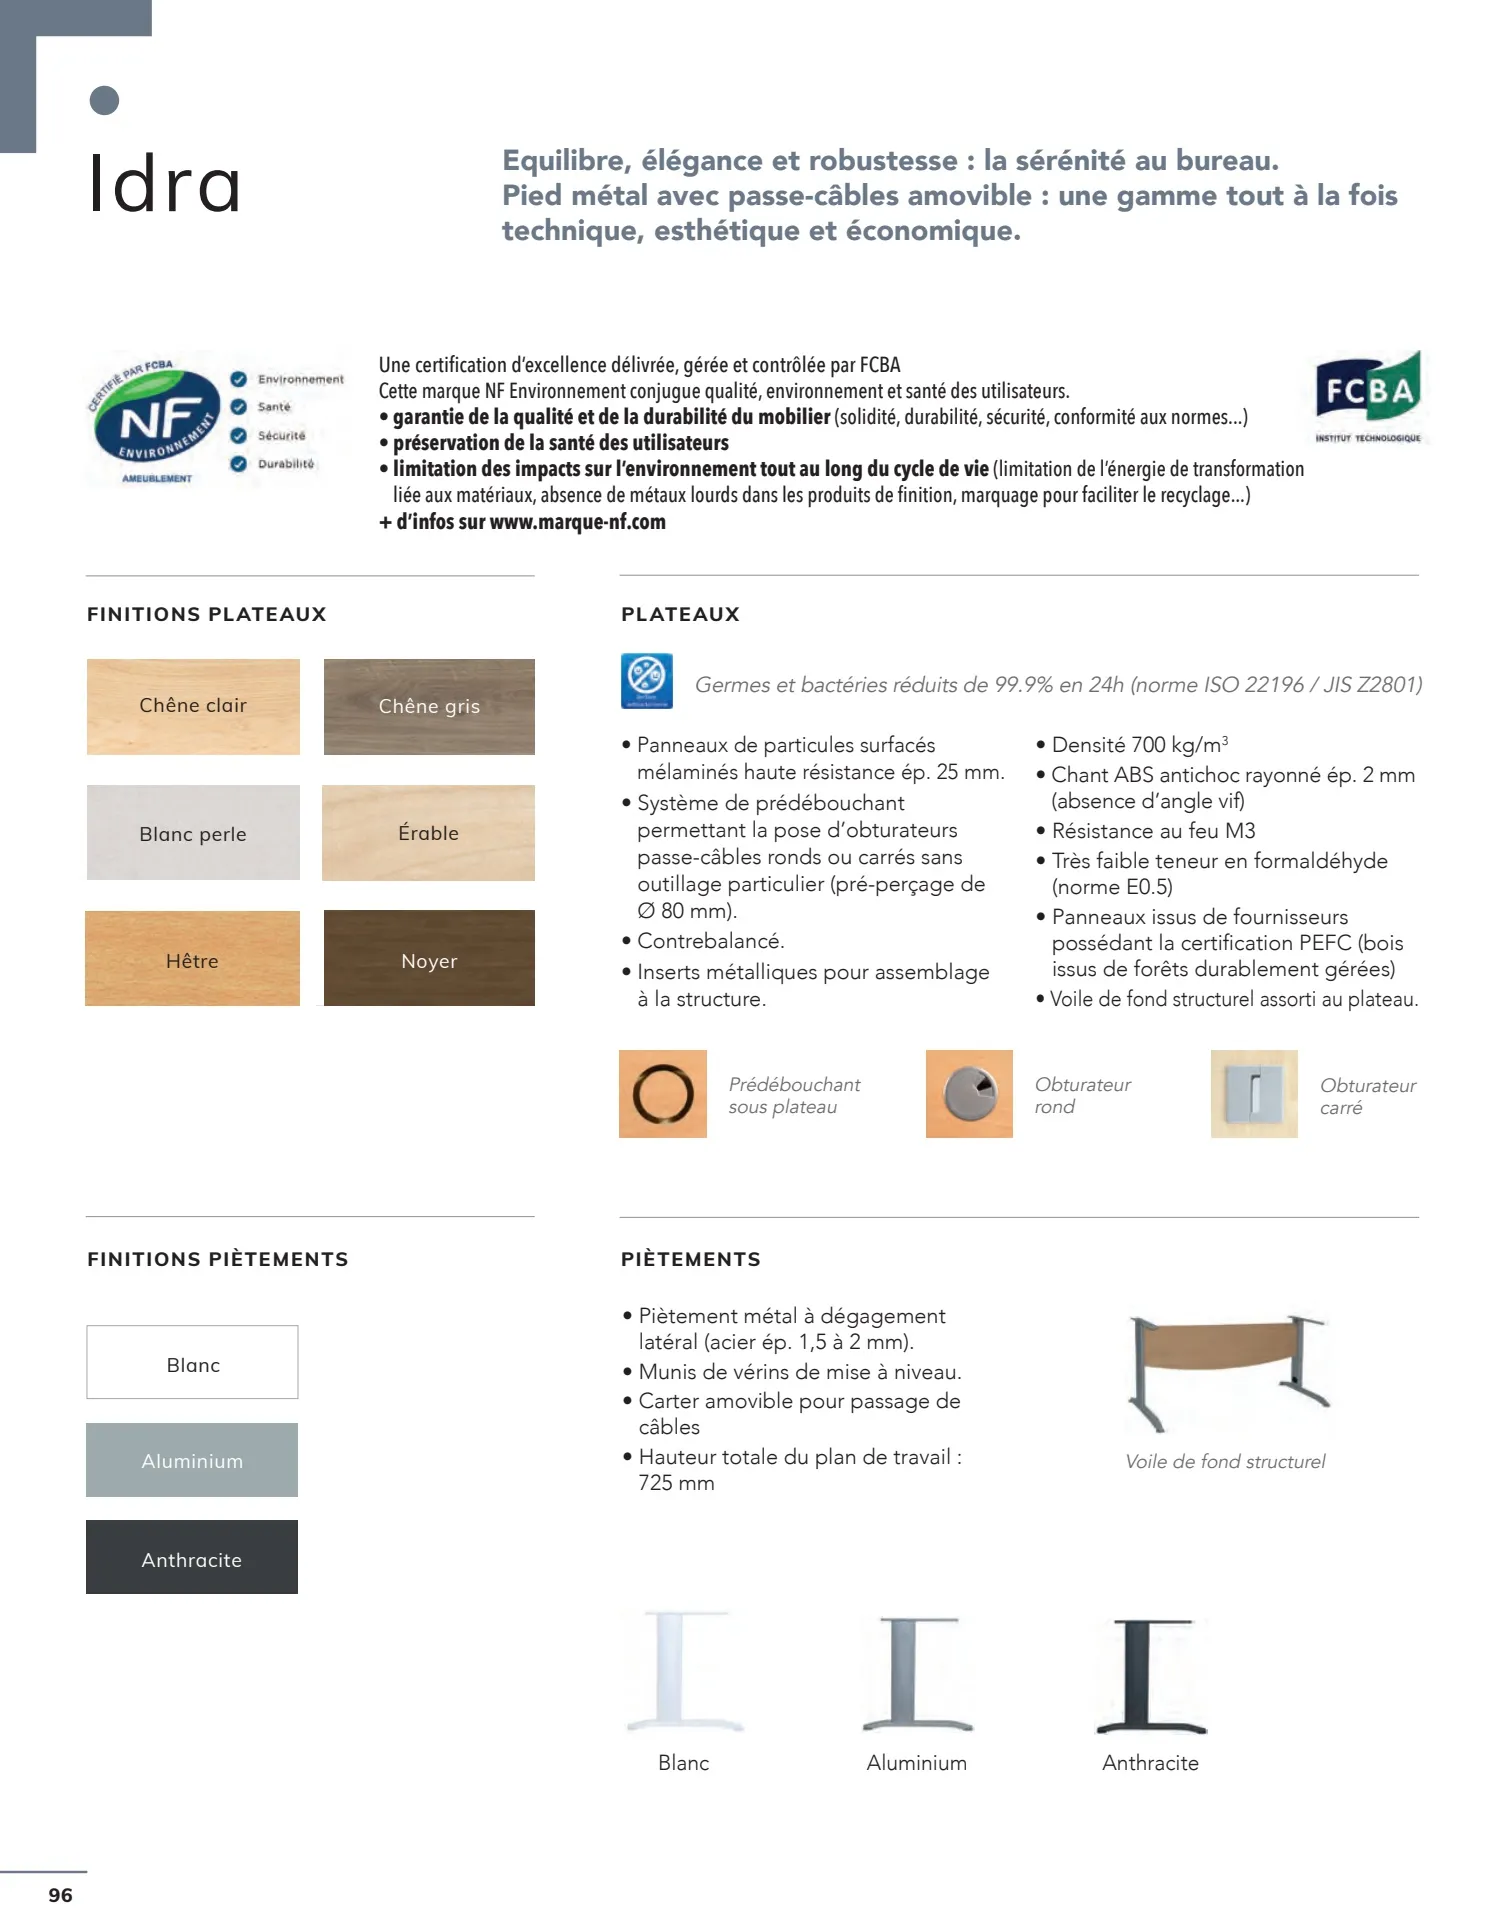 Idra
Equilibre, élégance et robustesse : la sérénité au bureau.
Pied métal avec passe-câbles amovible : une gamme tout à la fois
technique, esthétique et économique.
CERTIFIÉ PAR FCBA
NF
ENVIRONNEMENT
AMEUBLEMENT
Environnement
Santé
Sécurité
Durabilité
Une certification d’excellence délivrée, gérée et contrôlée par FCBA
Cette marque NF Environnement conjugue qualité, environnement et santé des utilisateurs.
• garantie de la qualité et de la durabilité du mobilier (solidité, durabilité, sécurité, conformité aux normes...)
• préservation de la santé des utilisateurs
• limitation des impacts sur l’environnement tout au long du cycle de vie (limitation de l’énergie de transformation
liée aux matériaux, absence de métaux lourds dans les produits de finition, marquage pour faciliter le recyclage...)
+ d’infos sur www.marque-nf.com
FCBA
INSTITUT TECHNOLOGIQUE
FINITIONS PLATEAUX
Chêne clair
Chêne gris
Blanc perle
Érable
Hêtre
Noyer
PLATEAUX
Germes et bactéries réduits de 99.9% en 24h (norme ISO 22196 / JIS Z2801)
• Panneaux de particules surfacés
mélaminés haute résistance ép. 25 mm.
• Système de prédébouchant
permettant la pose d’obturateurs
passe-câbles ronds ou carrés sans
outillage particulier (pré-perçage de
Ø 80 mm).
• Contrebalancé.
• Inserts métalliques pour assemblage
à la structure.
• Densité 700 kg/m³
• Chant ABS antichoc rayonné ép. 2 mm
(absence d’angle vif)
• Résistance au feu M3
• Très faible teneur en formaldéhyde
(norme E0.5)
• Panneaux issus de fournisseurs
possédant la certification PEFC (bois
issus de forêts durablement gérées)
• Voile de fond structurel assorti au plateau.
Prédébouchant
sous plateau
Obturateur
rond
Obturateur
carré
FINITIONS PIÈTEMENTS
Blanc
Aluminium
Anthracite
PIÈTEMENTS
• Piètement métal à dégagement
latéral (acier ép. 1,5 à 2 mm).
• Munis de vérins de mise à niveau.
• Carter amovible pour passage de
câbles
• Hauteur totale du plan de travail :
725 mm
Voile de fond structurel
Blanc
Aluminium
Anthracite
96